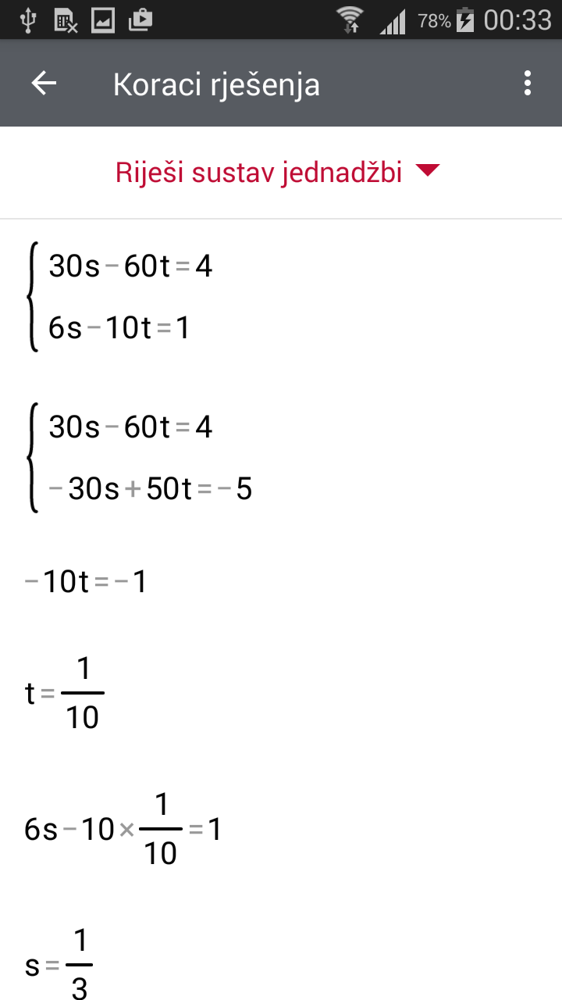 78% 00:33
Koraci rješenja
Riješi sustav jednadžbi
30s-60t=4
6s-10t=1
30s-60t=4
-30s+50t=-5
-10t=-1
t=1/10
6s-10×1/10=1
s=1/3